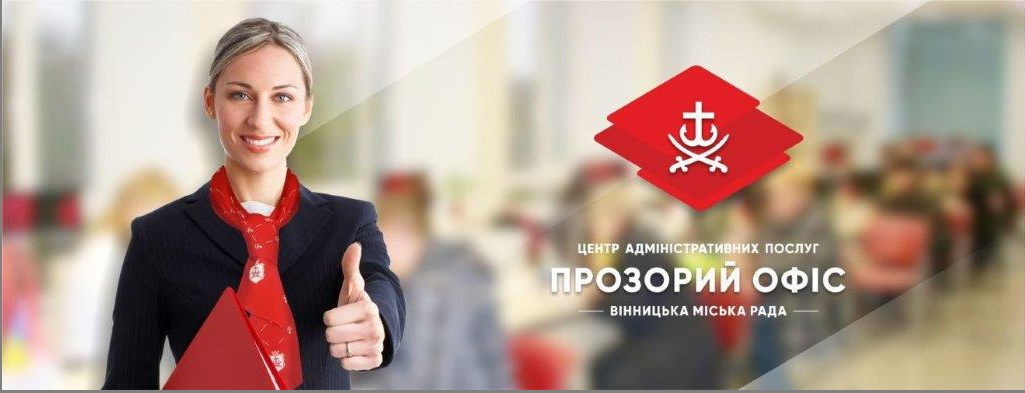 ЦЕНТР АДМІНІСТРАТИВНИХ ПОСЛУГ
ПРОЗОРИЙ ОФІС
ВІННИЦЬКА МІСЬКА РАДА